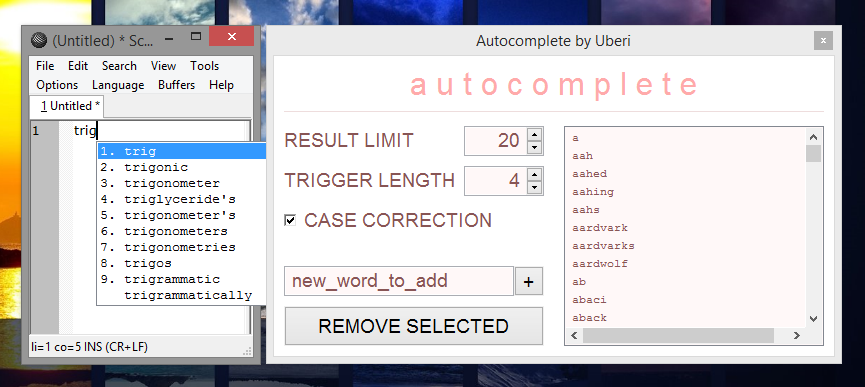 (Untitled) * Sc...
File Edit Search View Tools
Options Language Buffers Help
1 Untitled *
1 trig
1. trig
2. trigonic
3. trigonometer
4. triglyceride's
5. trigonometer's
6. trigonometers
7. trigonometries
8. trigos
9. trigrammatic
trigrammatically
li=1 co=5 INS (CR+LF)
Autocomplete by Uberi
x
autocomplete
RESULT LIMIT 20
TRIGGER LENGTH 4
CASE CORRECTION
new_word_to_add +
REMOVE SELECTED
a
aah
aahed
aahing
aahs
aardvark
aardvarks
aardwolf
ab
abaci
aback